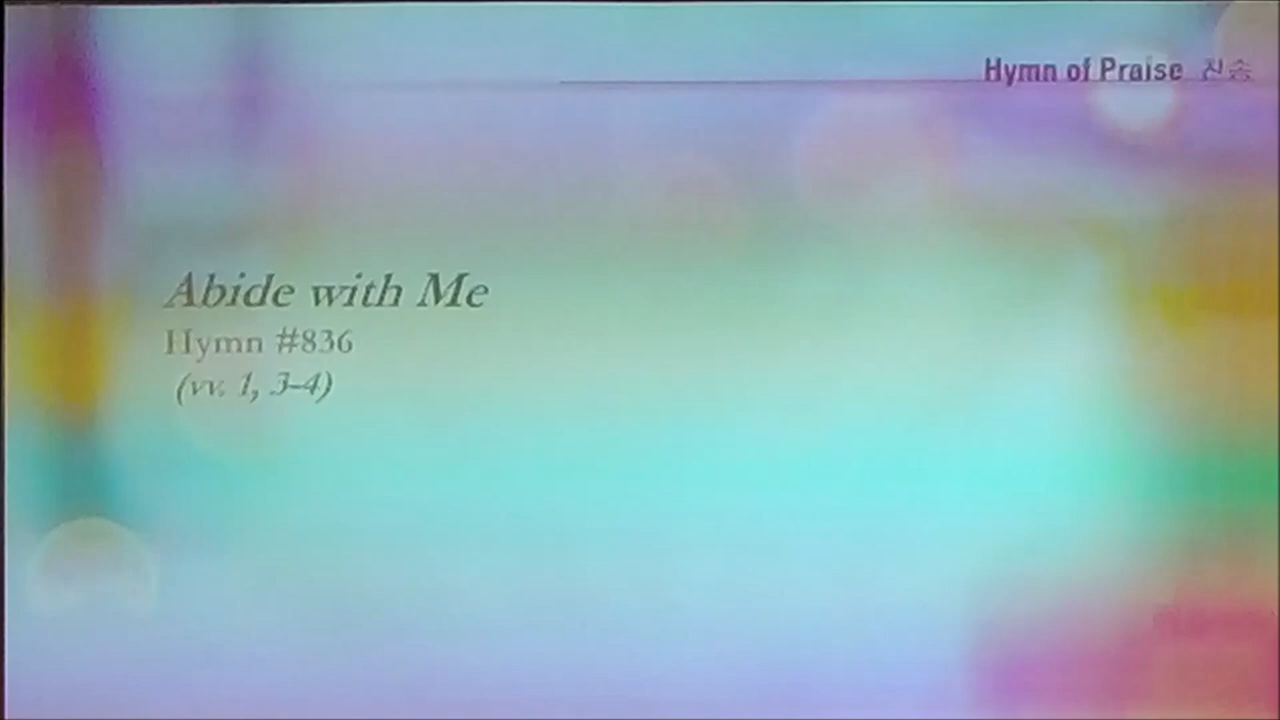 Hymn of Praise 찬송
Abide with Me
Hymn #836
(vv. 1, 3-4)